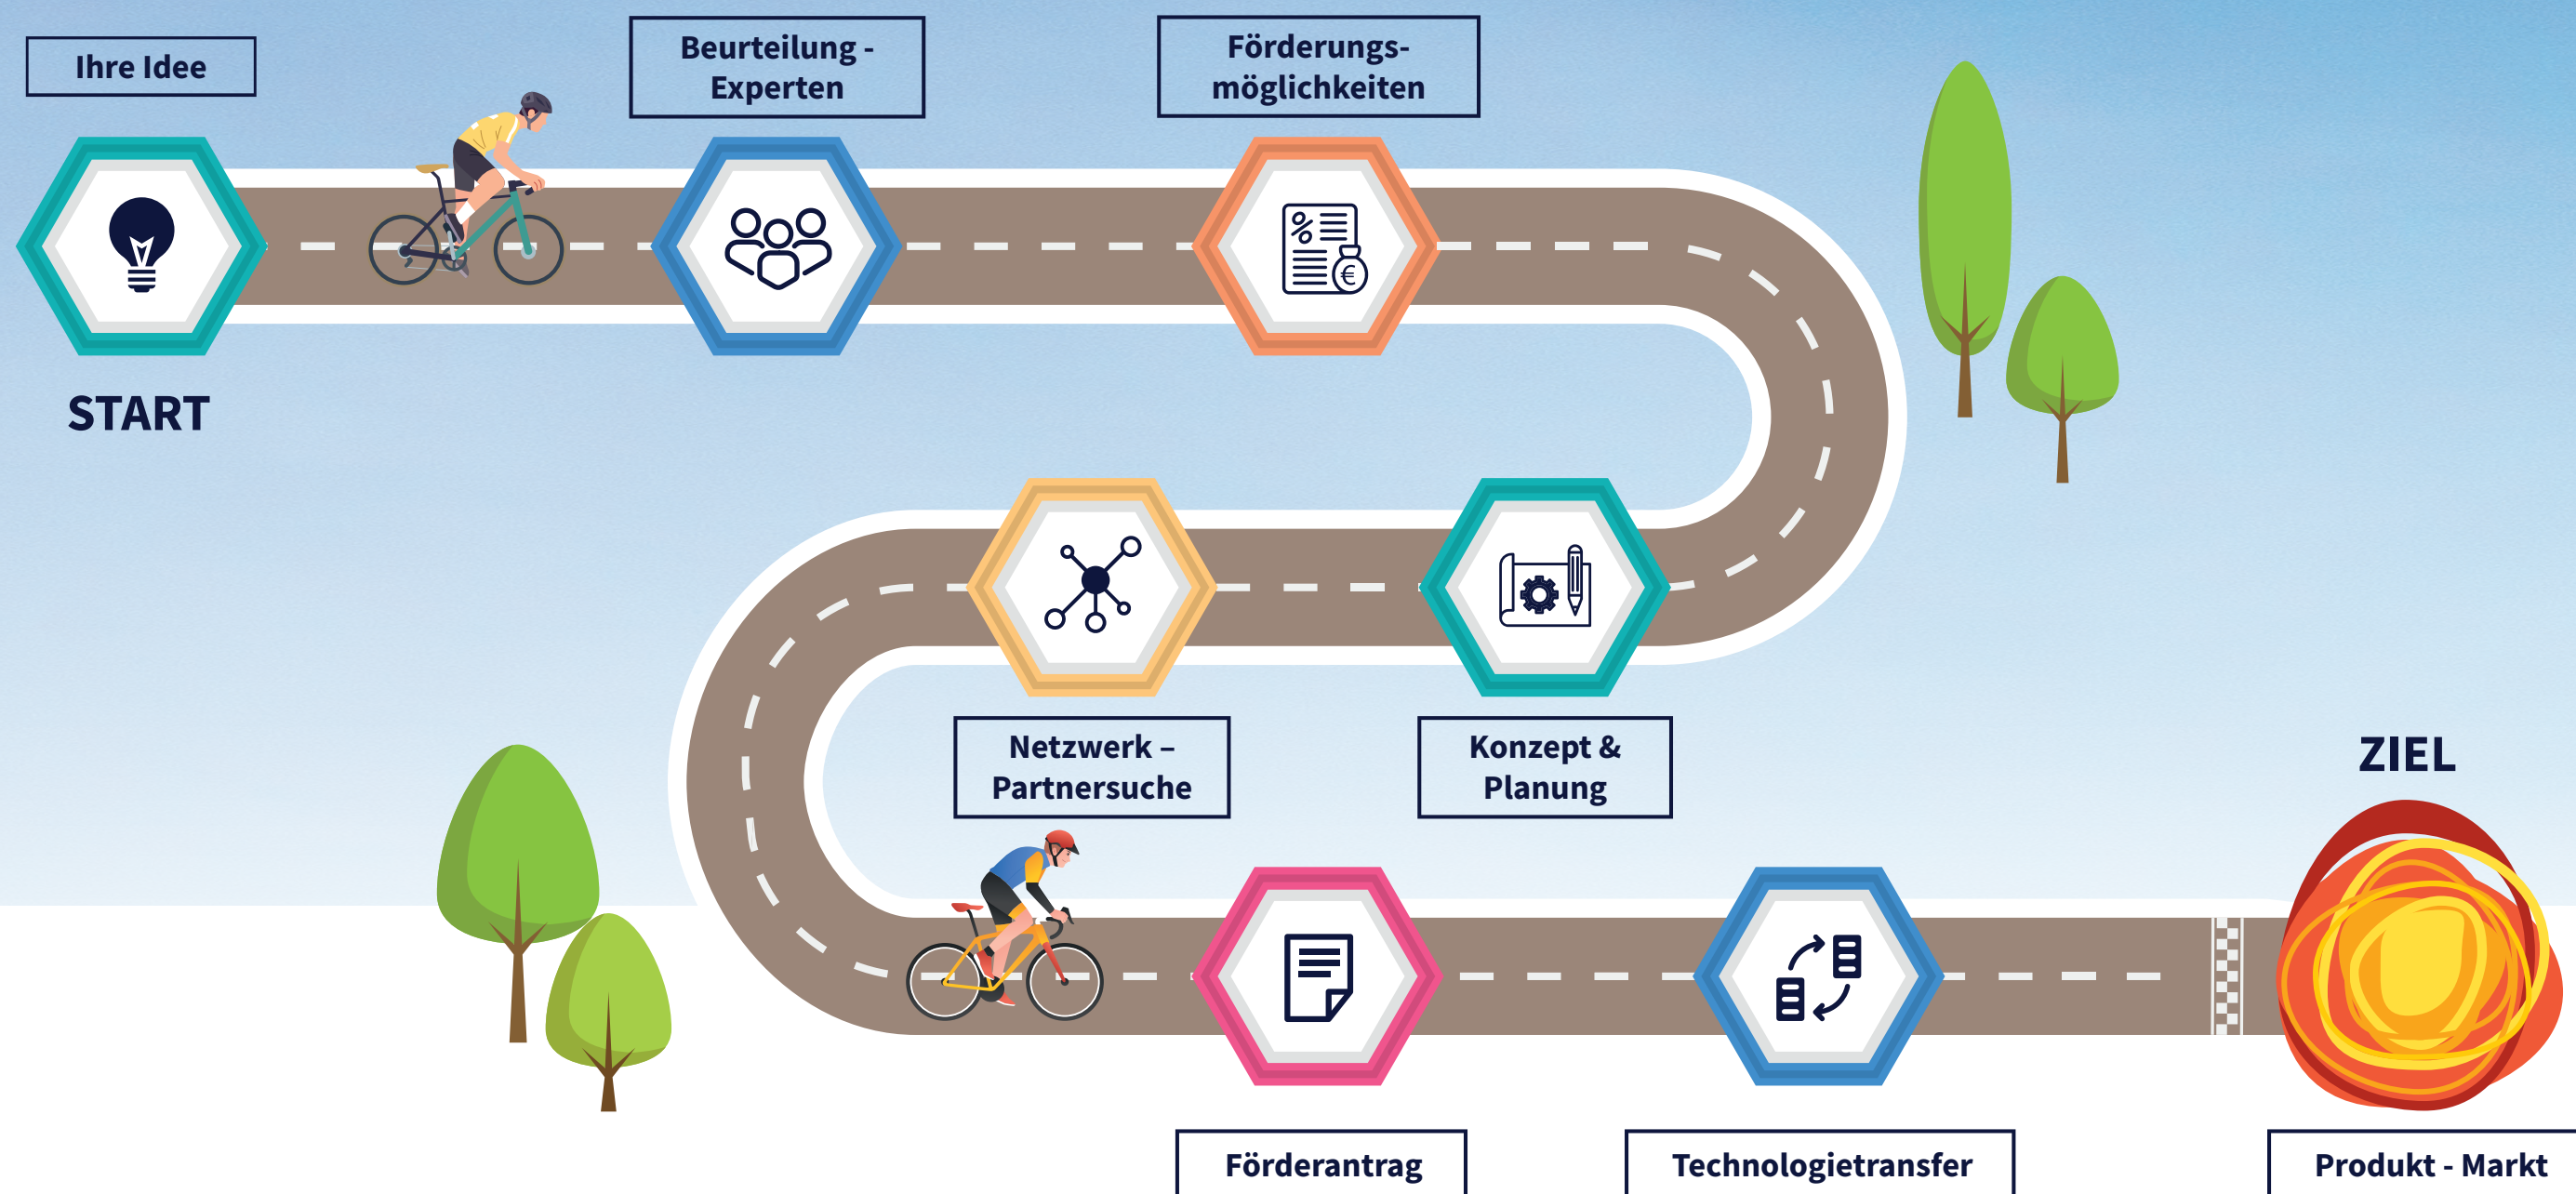 Ihre Idee
START
Beurteilung -
Experten
Förderungs-
möglichkeiten
%
€
Konzept &
Planung
Netzwerk –
Partnersuche
Förderantrag
Technologietransfer
ZIEL
Produkt - Markt